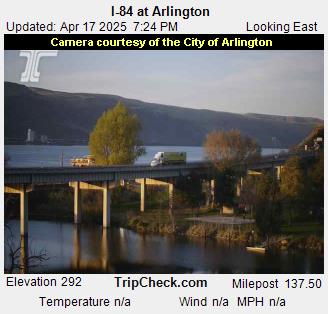 I-84 at Arlington
Updated: Apr 17 2025 7:24 PM Looking East
Camera courtesy of the City of Arlington
Elevation 292 TripCheck.com Milepost 137.50
Temperature n/a Wind n/a MPH n/a